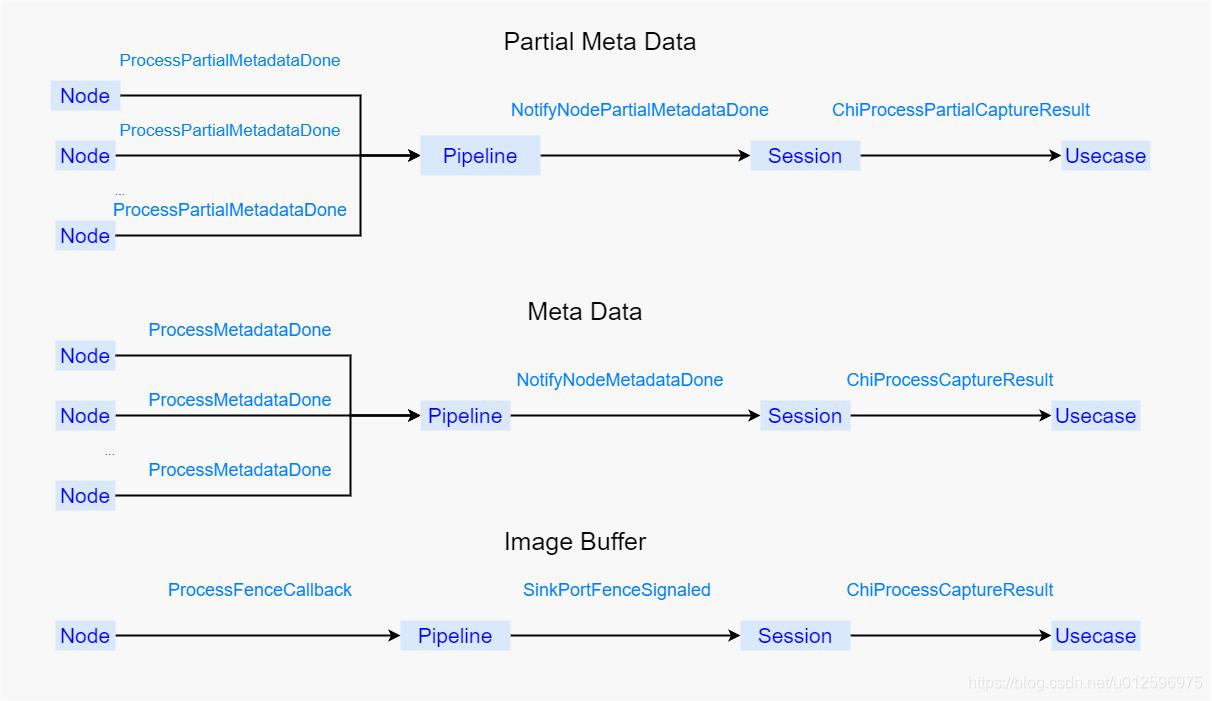 Partial Meta Data
ProcessPartialMetadataDone
Node
NotifyNodePartialMetadataDone
ChiProcessPartialCaptureResult
ProcessPartialMetadataDone
Node
Pipeline
Session
Usecase
...
ProcessPartialMetadataDone
Node
Meta Data
ProcessMetadataDone
Node
NotifyNodeMetadataDone
ChiProcessCaptureResult
ProcessMetadataDone
Node
Pipeline
Session
Usecase
...
ProcessMetadataDone
Node
Image Buffer
ProcessFenceCallback
SinkPortFenceSignaled
ChiProcessCaptureResult
Node
Pipeline
Session
Usecase
https://blog.csdn.net/u012596975